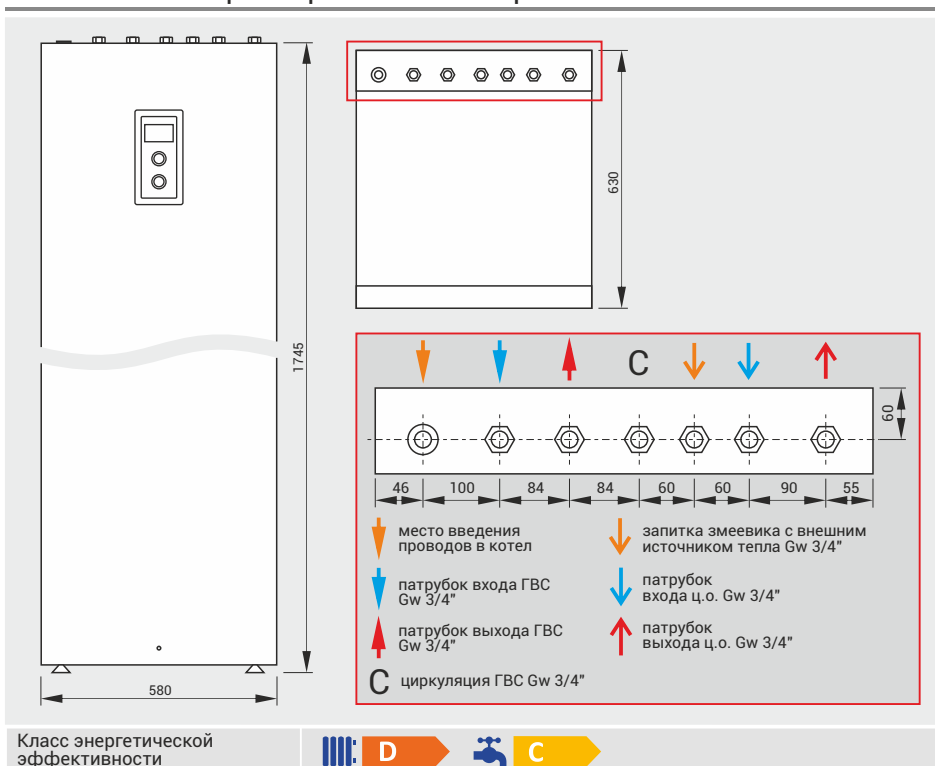 1745
580
630
C
60
46 100 84 84 60 60 90 55
место введения
проводов в котел
патрубок входа ГВС
Gw 3/4"
патрубок выхода ГВС
Gw 3/4"
C циркуляция ГВС Gw 3/4"
запитка змеевика с внешним
источником тепла Gw 3/4"
патрубок
входа ц.о. Gw 3/4"
патрубок
выхода ц.о. Gw 3/4"
Класс энергетической
эффективности
D C